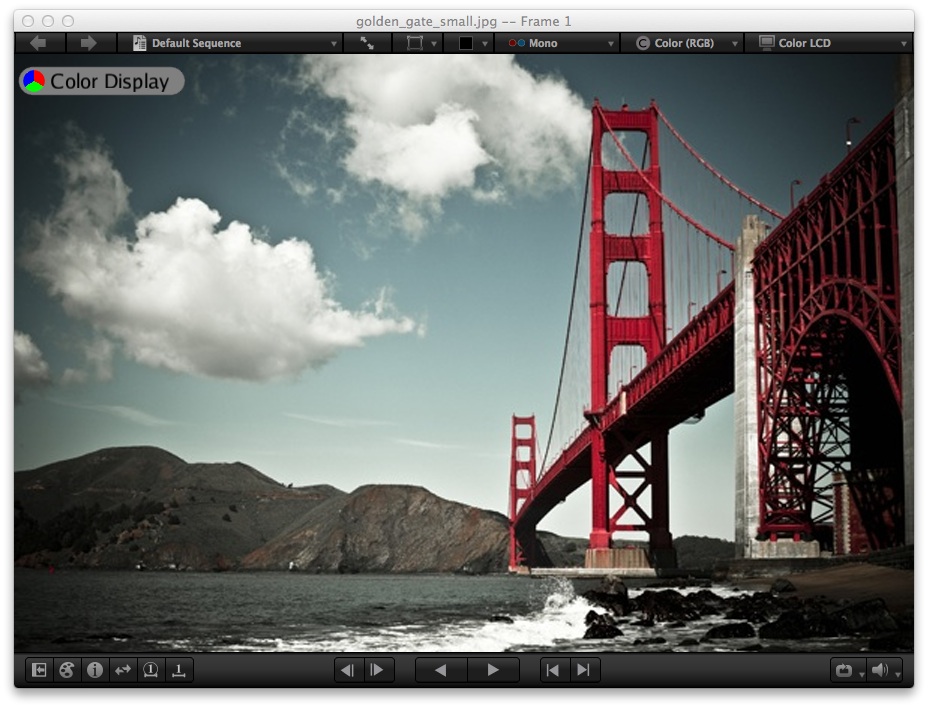 golden_gate_small.jpg -- Frame 1
Default Sequence
Mono
Color (RGB)
Color LCD
Color Display